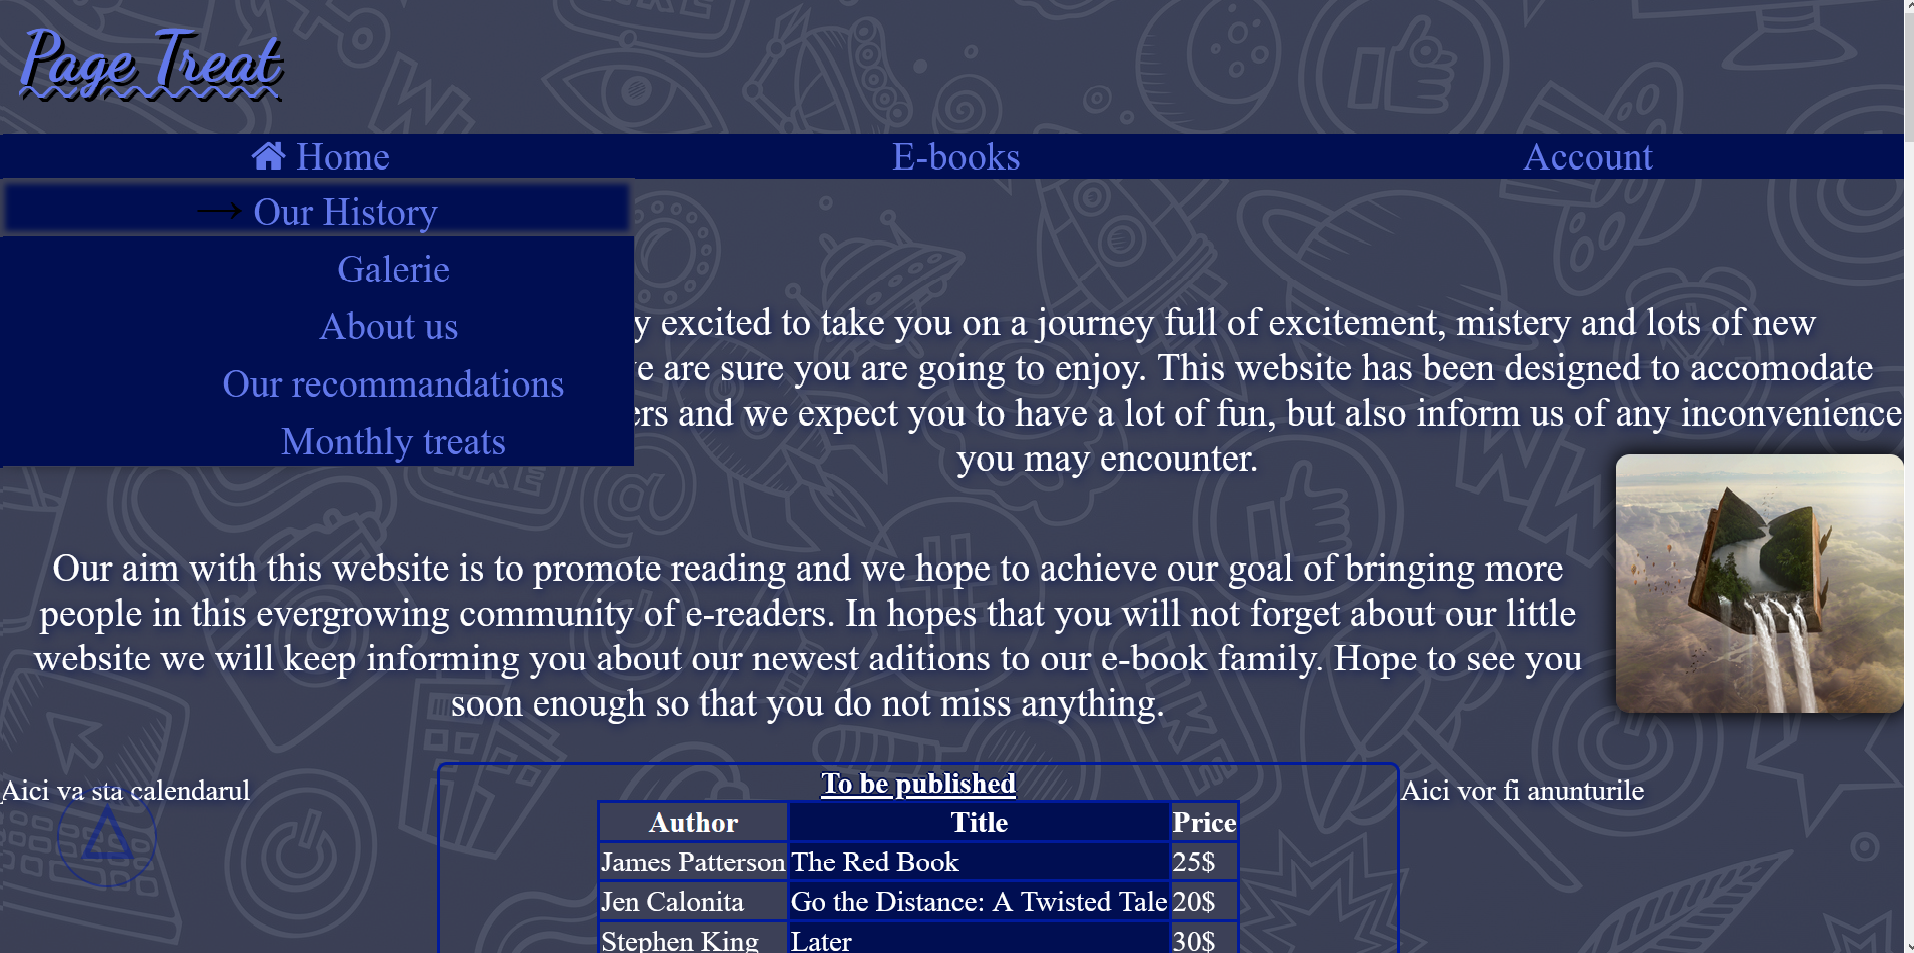 Page Treat
Home E-books Account
→ Our History
Galerie
About us
Our recommandations
Monthly treats
y excited to take you on a journey full of excitement, mistery and lots of new
e are sure you are going to enjoy. This website has been designed to accomodate
ers and we expect you to have a lot of fun, but also inform us of any inconvenience
you may encounter.
Our aim with this website is to promote reading and we hope to achieve our goal of bringing more
people in this evergrowing community of e-readers. In hopes that you will not forget about our little
website we will keep informing you about our newest aditions to our e-book family. Hope to see you
soon enough so that you do not miss anything.
Aici va sta calendarul
To be published
Author Title Price
James Patterson The Red Book 25$
Jen Calonita Go the Distance: A Twisted Tale 20$
Stephen King Later 30$
Aici vor fi anunturile